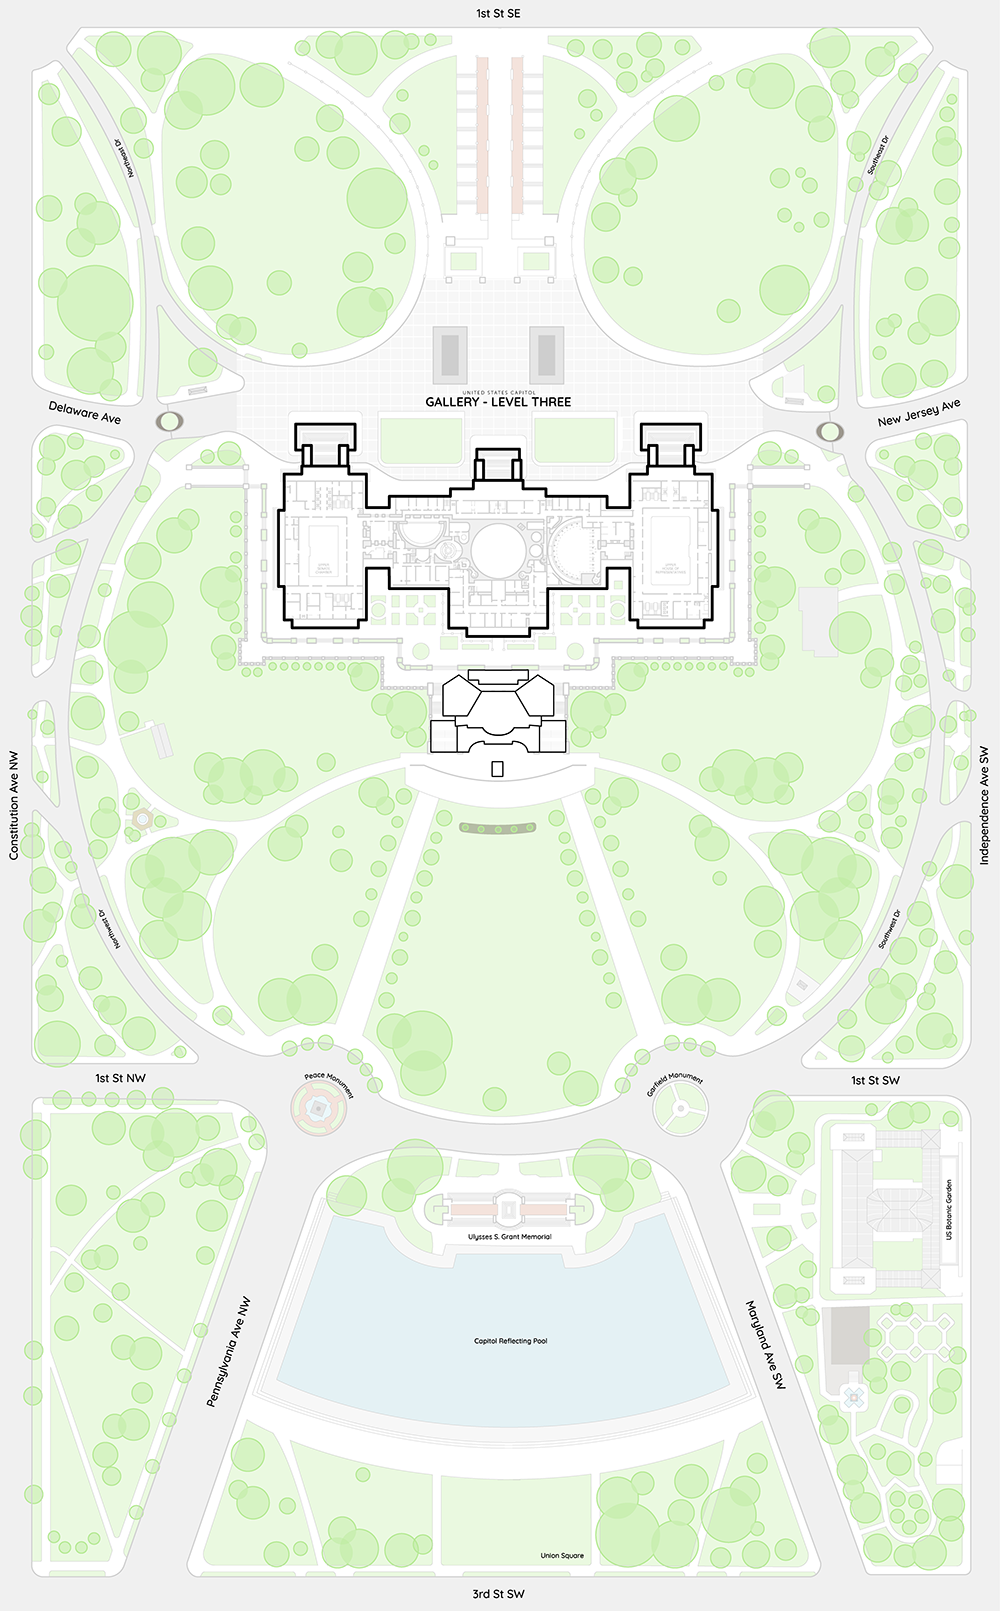 1st St SE
Northeast Dr
Southeast Dr
UNITED STATES CAPITOL
GALLERY - LEVEL THREE
Delaware Ave
New Jersey Ave
Constitution Ave NW
Independence Ave SW
Northwest Dr
Southwest Dr
1st St NW
Peace Monument
Garfield Monument
1st St SW
US Botanic Garden
Ulysses S. Grant Memorial
Pennsylvania Ave NW
Capitol Reflecting Pool
Maryland Ave SW
Union Square
3rd St SW